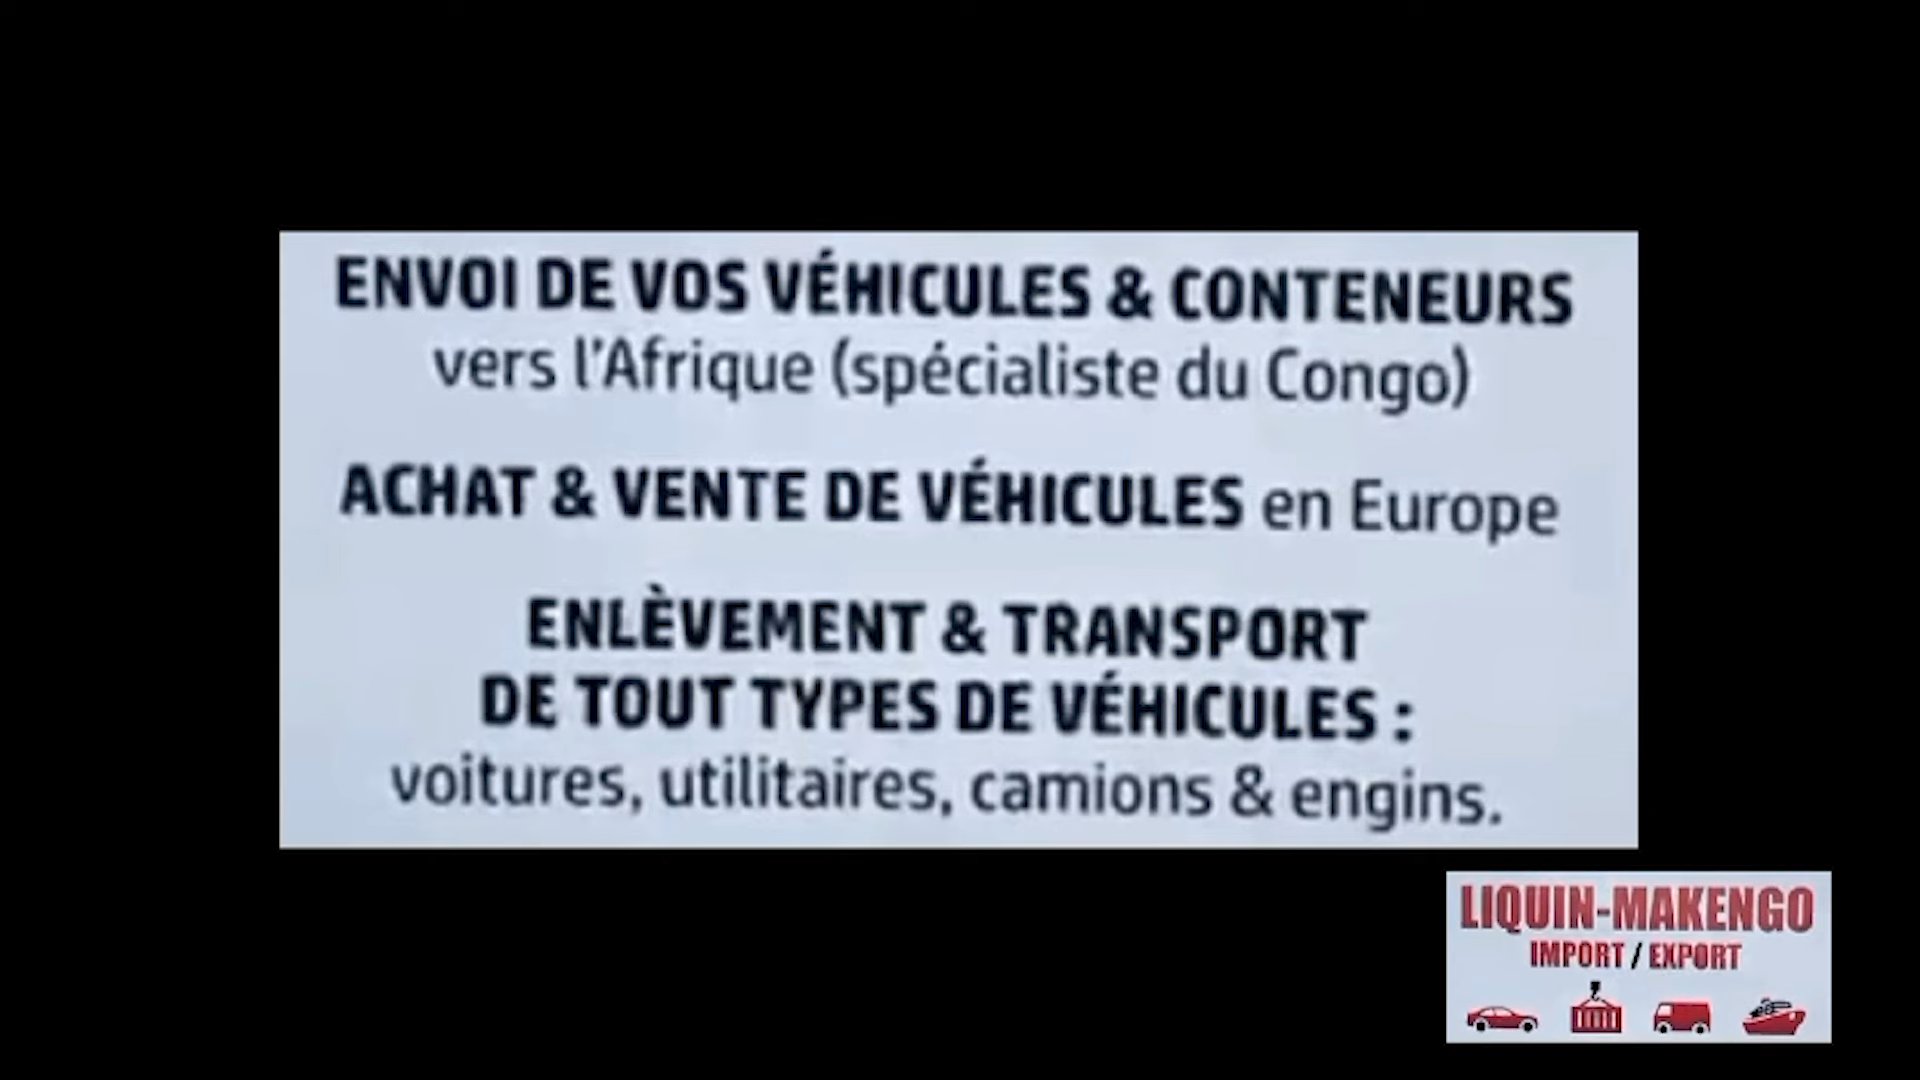 ENVOI DE VOS VÉHICULES & CONTENEURS
vers l'Afrique (spécialiste du Congo)
ACHAT & VENTE DE VÉHICULES en Europe
ENLÈVEMENT & TRANSPORT
DE TOUT TYPES DE VÉHICULES :
voitures, utilitaires, camions & engins.
LIQUIN-MAKENGO
IMPORT / EXPORT